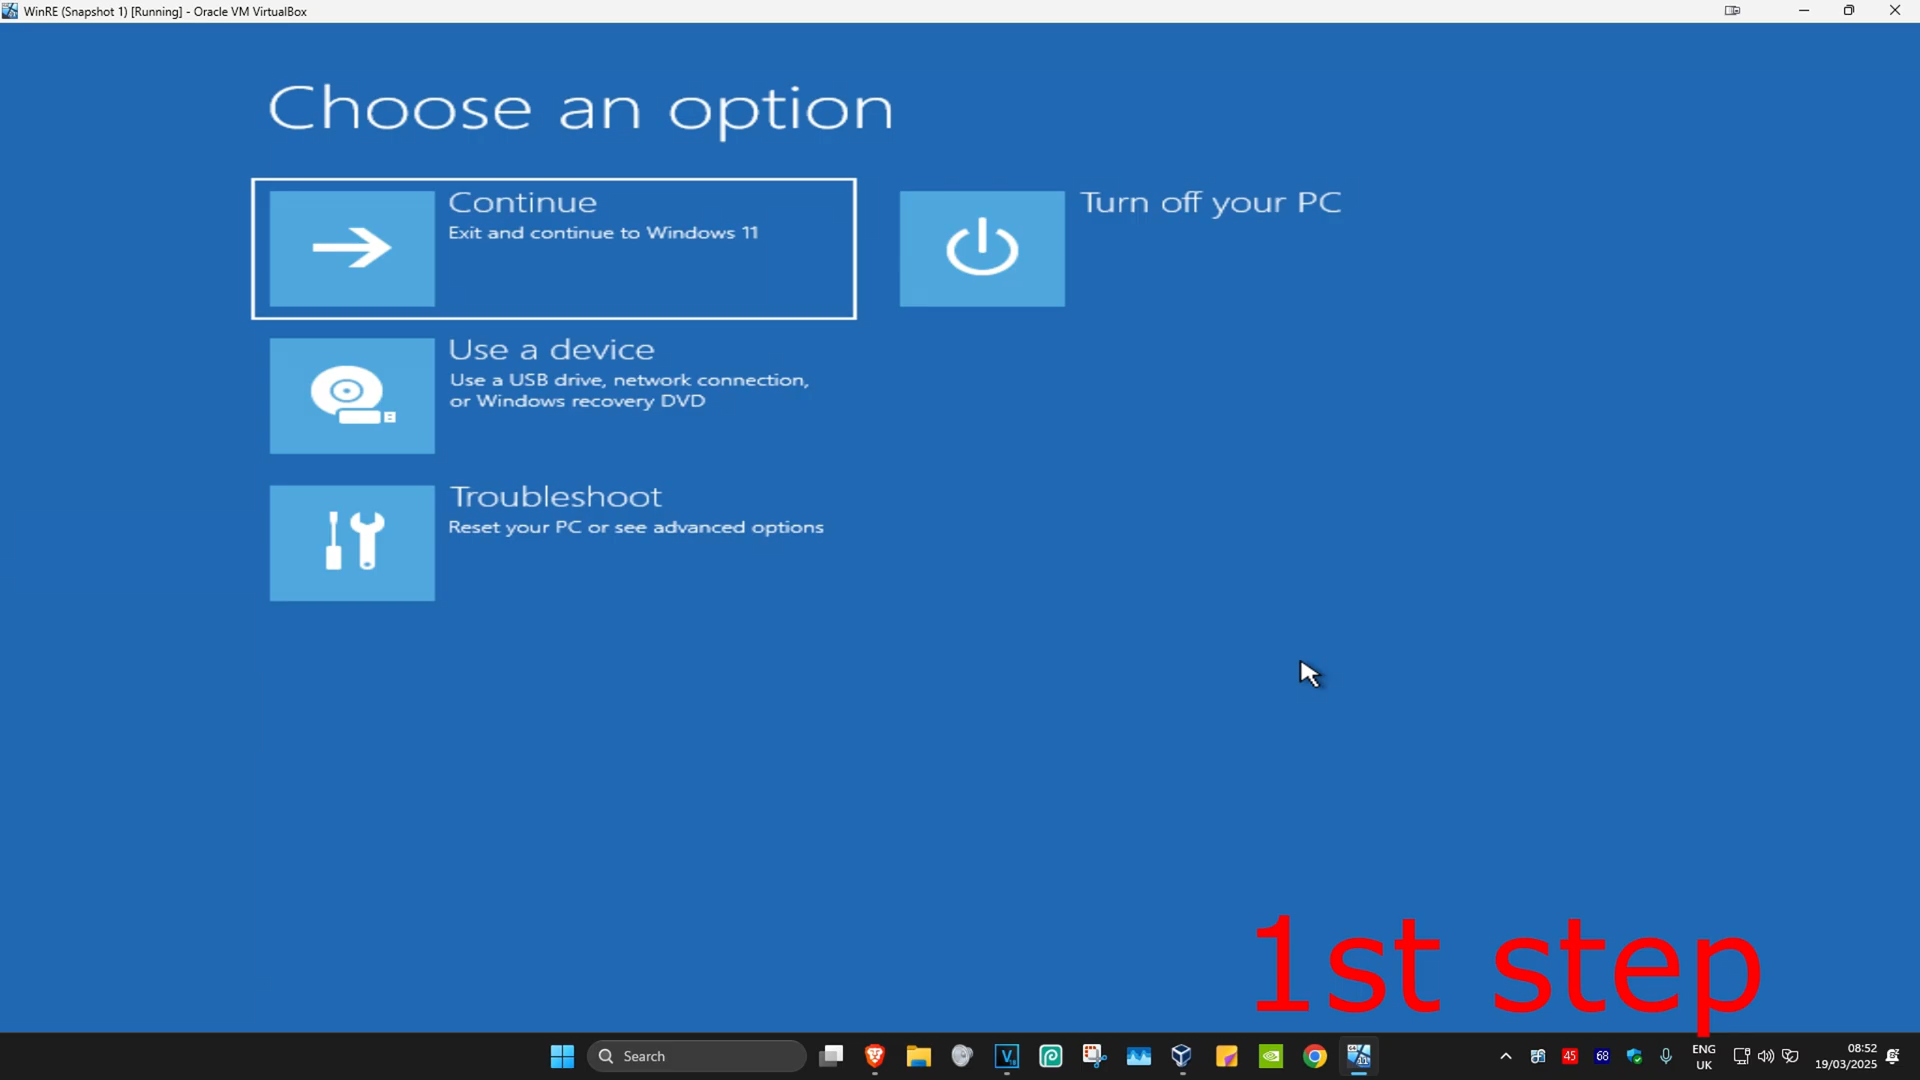 WinRE (Snapshot 1) [Running] - Oracle VM VirtualBox
Choose an option
Continue
Exit and continue to Windows 11
Turn off your PC
Use a device
Use a USB drive, network connection,
or Windows recovery DVD
Troubleshoot
Reset your PC or see advanced options
1st step
Search
45
68
ENG
UK
08:52
19/03/2025